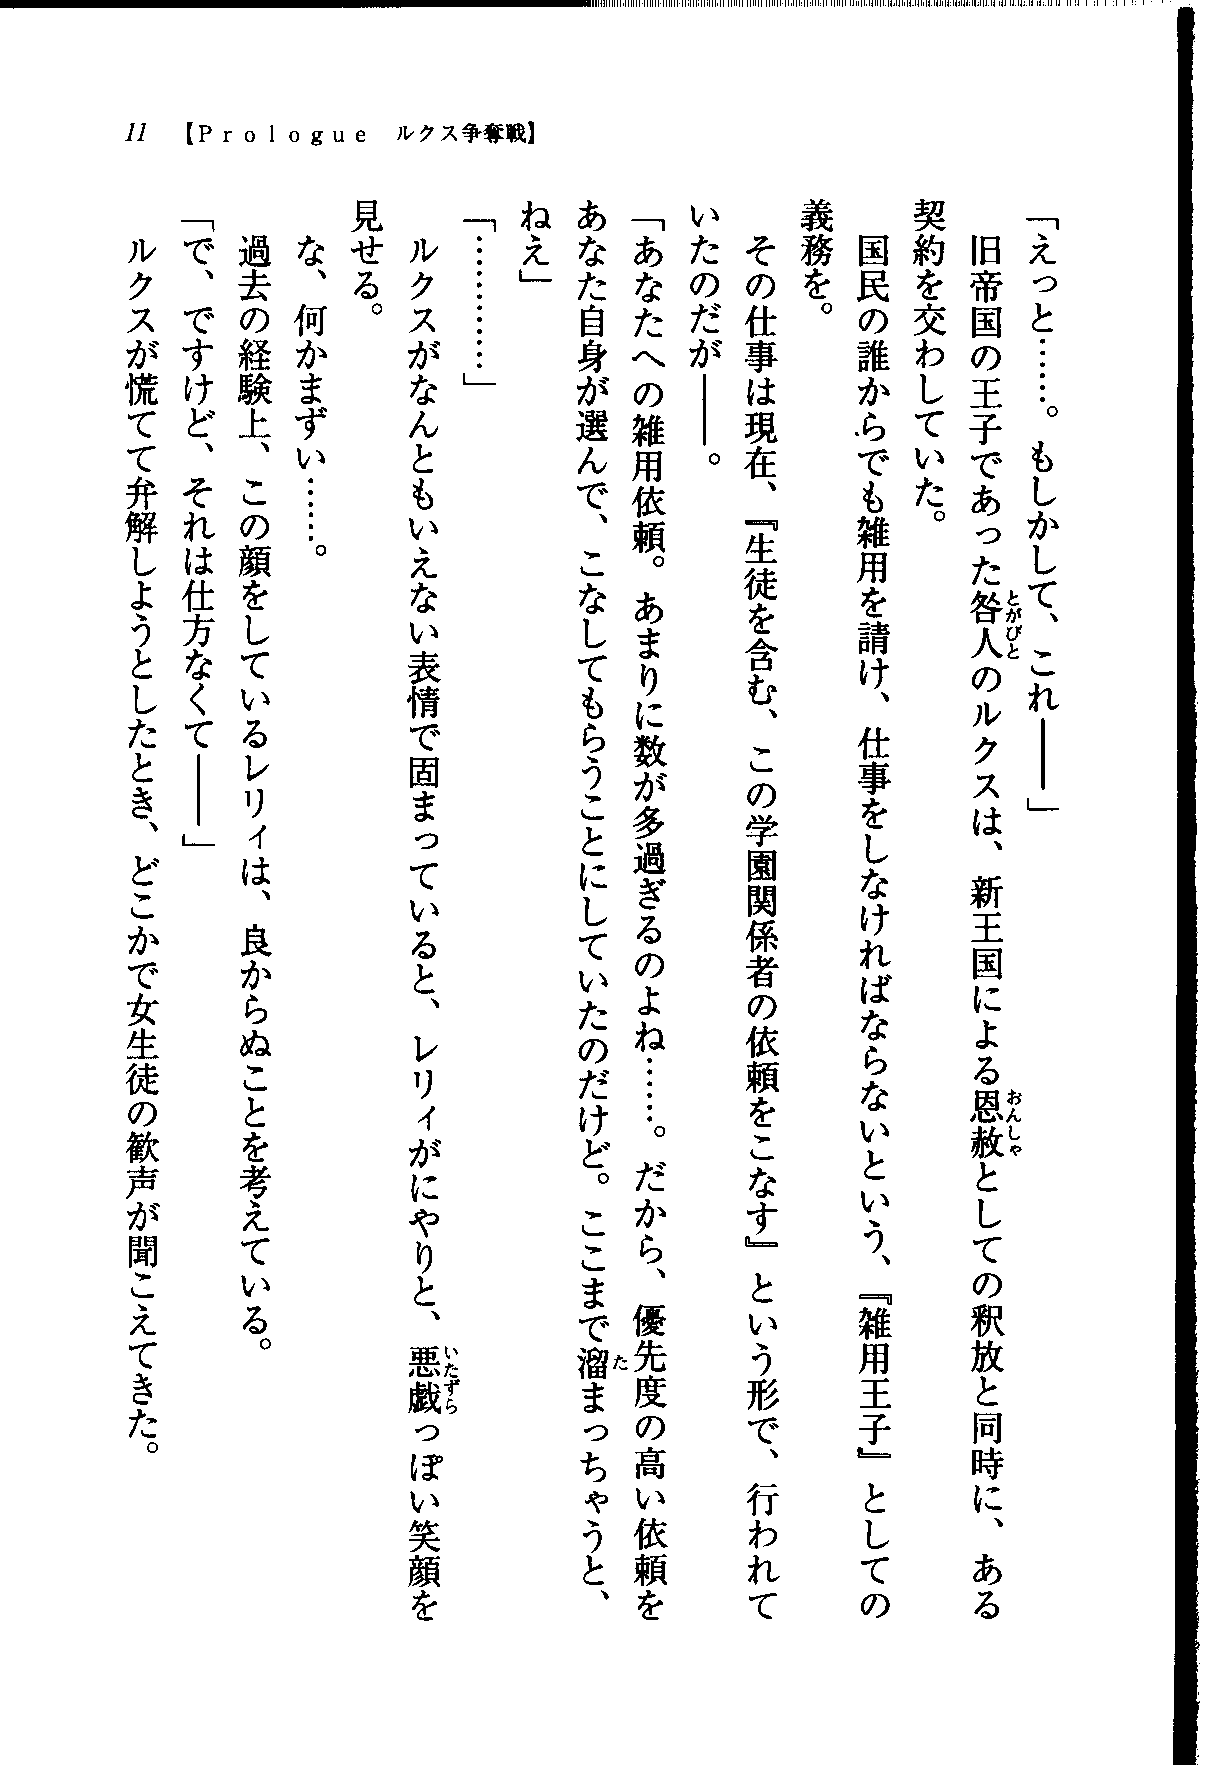 11 【Prologue ルクス争奪戦】
「えっと……。もしかして、これ――」
旧帝国の王子であった咎人のルクスは、新王国による恩赦としての釈放と同時に、ある
契約を交わしていた。
国民の誰からでも雑用を請け、仕事をしなければならないという、『雑用王子』としての
義務を。
その仕事は現在、『生徒を含む、この学園関係者の依頼をこなす』という形で、行われて
いたのだが――。
「あなたへの雑用依頼。あまりに数が多過ぎるのよね……。だから、優先度の高い依頼を
あなた自身が選んで、こなしてもらうことにしていたのだけど。ここまで溜まっちゃうと、
ねえ」
「…………」
ルクスがなんともいえない表情で固まっていると、レリィがにやりと、悪戯っぽい笑顔を
見せる。
な、何かまずい……。
過去の経験上、この顔をしているレリィは、良からぬことを考えている。
「で、ですけど、それは仕方なくて――」
ルクスが慌てて弁解しようとしたとき、どこかで女生徒の歓声が聞こえてきた。
とがびと
おんしゃ
た
いたずら